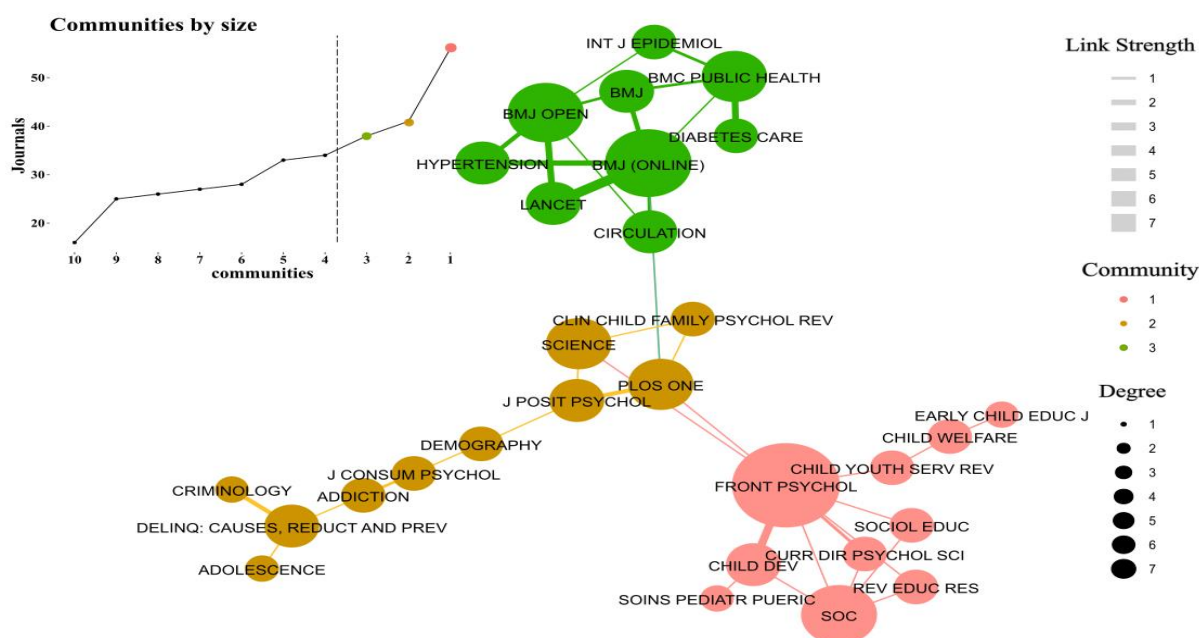 Communities by size
Journals
50
40
30
20
10
9
8
7
6
5
4
3
2
1
communities
INT J EPIDEMIOL
BMC PUBLIC HEALTH
BMJ
BMJ OPEN
DIABETES CARE
HYPERTENSION
BMJ (ONLINE)
LANCET
CIRCULATION
CLIN CHILD FAMILY PSYCHOL REV
SCIENCE
PLOS ONE
J POSIT PSYCHOL
DEMOGRAPHY
J CONSUM PSYCHOL
CRIMINOLOGY
ADDICTION
DELINQ: CAUSES, REDUCT AND PREV
ADOLESCENCE
EARLY CHILD EDUC J
CHILD WELFARE
CHILD YOUTH SERV REV
FRONT PSYCHOL
SOCIOL EDUC
CURR DIR PSYCHOL SCI
CHILD DEV
REV EDUC RES
SOINS PEDIATR PUERIC
SOC
Link Strength
1
2
3
4
5
6
7
Community
1
2
3
Degree
1
2
3
4
5
6
7